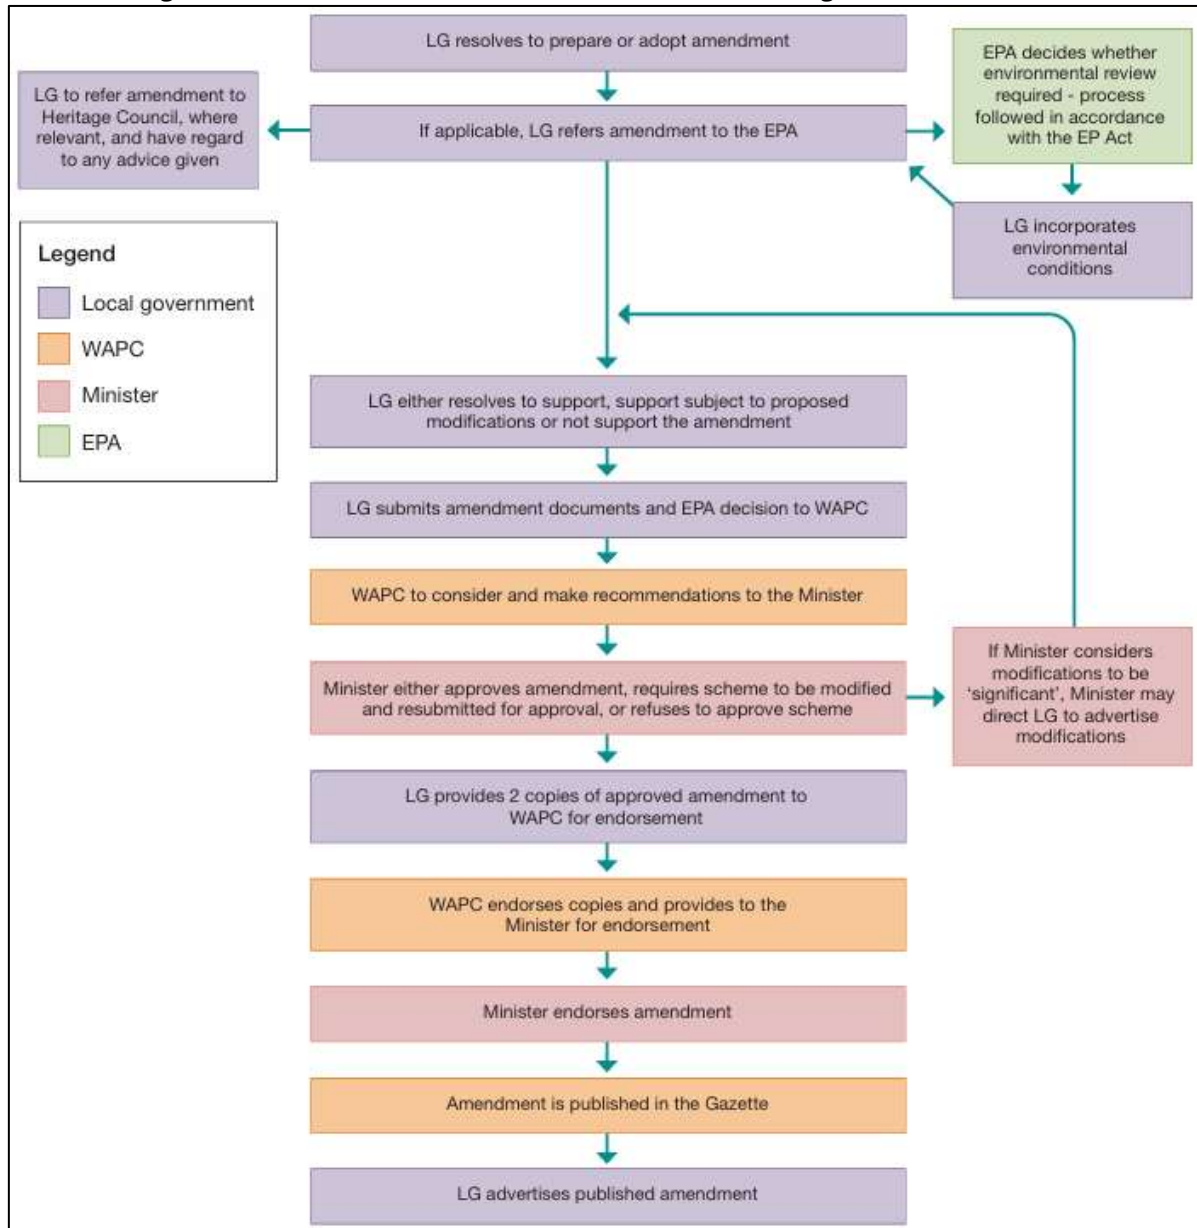 LG resolves to prepare or adopt amendment
EPA decides whether
environmental review
required - process
followed in accordance
with the EP Act
LG to refer amendment to
Heritage Council, where
relevant, and have regard
to any advice given
If applicable, LG refers amendment to the EPA
LG incorporates
environmental
conditions
Legend
Local government
WAPC
Minister
EPA
LG either resolves to support, support subject to proposed
modifications or not support the amendment
LG submits amendment documents and EPA decision to WAPC
WAPC to consider and make recommendations to the Minister
Minister either approves amendment, requires scheme to be modified
and resubmitted for approval, or refuses to approve scheme
If Minister considers
modifications to be
‘significant’, Minister may
direct LG to advertise
modifications
LG provides 2 copies of approved amendment to
WAPC for endorsement
WAPC endorses copies and provides to the
Minister for endorsement
Minister endorses amendment
Amendment is published in the Gazette
LG advertises published amendment